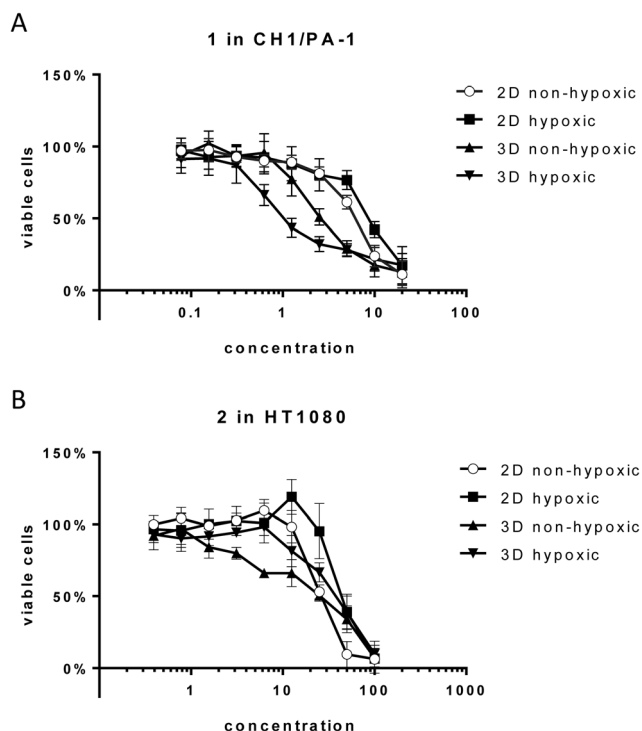 A
1 in CH1/PA-1
150%
100%
50%
0%
viable cells
0.1
1
10
100
concentration
2D non-hypoxic
2D hypoxic
3D non-hypoxic
3D hypoxic
B
2 in HT1080
150%
100%
50%
0%
viable cells
1
10
100
1000
concentration
2D non-hypoxic
2D hypoxic
3D non-hypoxic
3D hypoxic